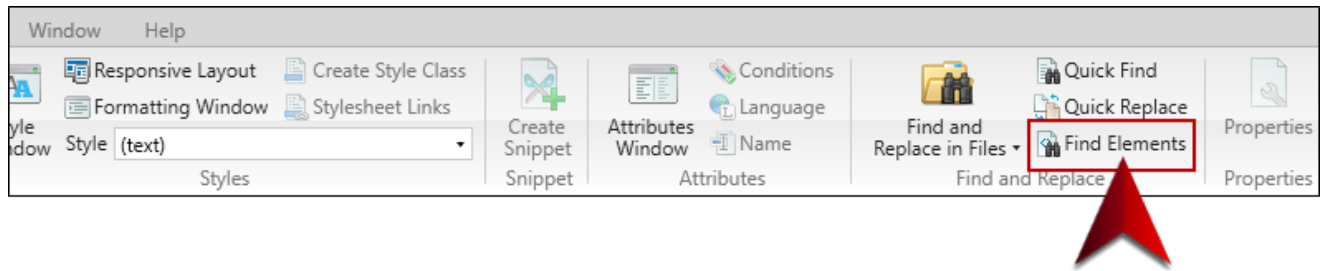 Window Help
Responsive Layout Create Style Class
Formatting Window Stylesheet Links
Style (text)
Styles
Create
Snippet
Snippet
Attributes
Window
Conditions
Language
Name
Attributes
Find and
Replace in Files
Quick Find
Quick Replace
Find Elements
Find and Replace
Properties
Properties